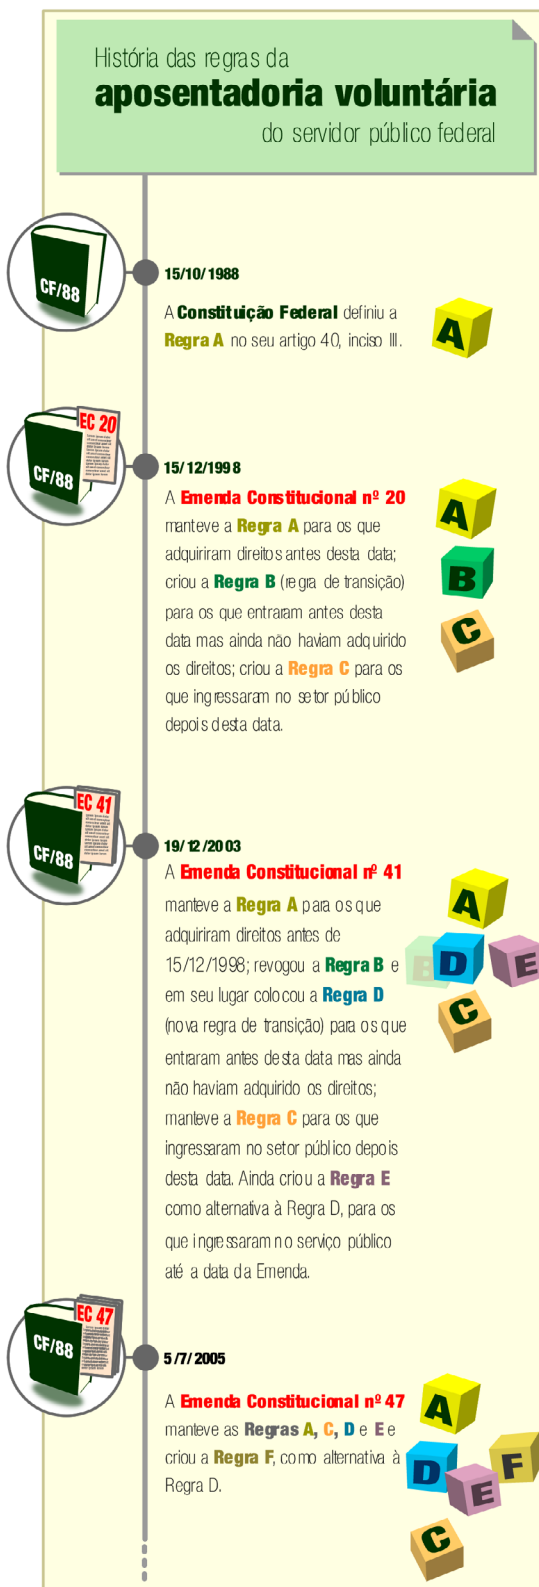 História das regras da
aposentadoria voluntária
do servidor público federal
CF/88
15/10/1988
A Constituição Federal definiu a
Regra A no seu artigo 40, inciso III.
A
EC 20
CF/88
15/12/1998
A Emenda Constitucional nº 20
manteve a Regra A para os que
adquiriram direitos antes desta data;
criou a Regra B (regra de transição)
para os que entraram antes desta
data mas ainda não haviam adquirido
os direitos; criou a Regra C para os
que ingressaram no setor público
depois desta data.
A
B
C
EC 41
CF/88
19/12/2003
A Emenda Constitucional nº 41
manteve a Regra A para os que
adquiriram direitos antes de
15/12/1998; revogou a Regra B e
em seu lugar colocou a Regra D
(nova regra de transição) para os que
entraram antes desta data mas ainda
não haviam adquirido os direitos;
manteve a Regra C para os que
ingressaram no setor público depois
desta data. Ainda criou a Regra E
como alternativa à Regra D, para os
que ingressaram no serviço público
até a data da Emenda.
A
B D E
C
EC 47
CF/88
5/7/2005
A Emenda Constitucional nº 47
manteve as Regras A, C, D e E e
criou a Regra F, como alternativa à
Regra D.
A
D E F
C